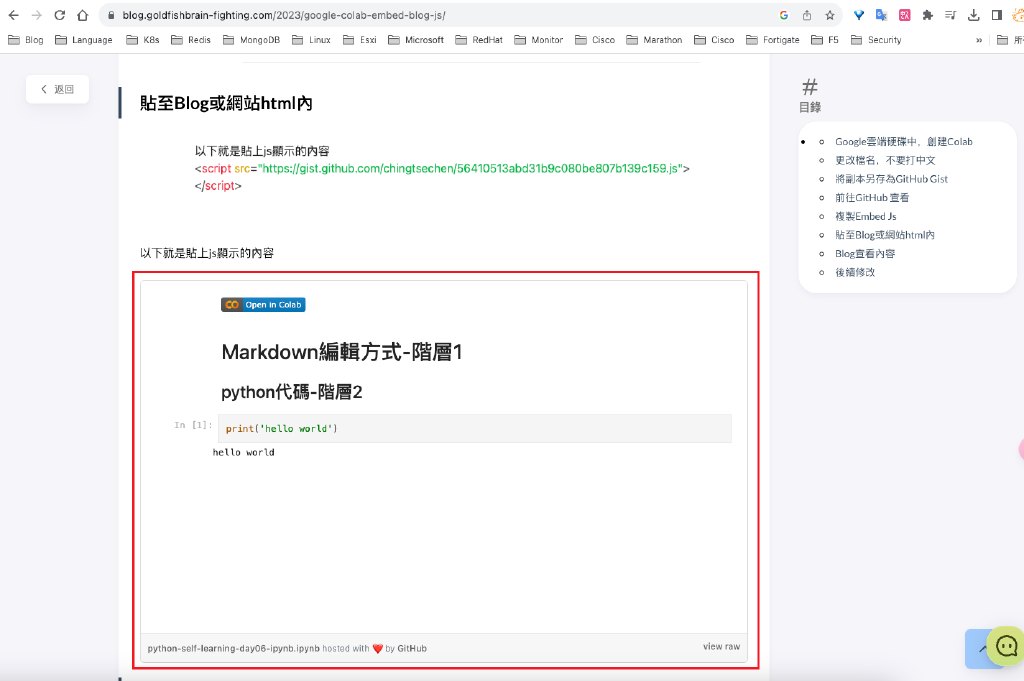 blog.goldfishbrain-fighting.com/2023/google-colab-embed-blog-js/
Blog Language K8s Redis MongoDB Linux Esxi Microsoft RedHat Monitor Cisco Marathon Cisco Fortigate F5 Security »
返回
貼至Blog或網站html內
以下就是貼上js顯示的內容
<script src="https://gist.github.com/chingtsechen/56410513abd31b9c080be807b139c159.js">
</script>
以下就是貼上js顯示的內容
Open in Colab
Markdown編輯方式-階層1
python代碼-階層2
In [1]: print('hello world')
hello world
python-self-learning-day06-ipynb.ipynb hosted with ❤ by GitHub view raw
#
目錄
Google雲端硬碟中，創建Colab
更改檔名，不要打中文
將副本另存為GitHub Gist
前往GitHub 查看
複製Embed Js
貼至Blog或網站html內
Blog查看內容
後續修改